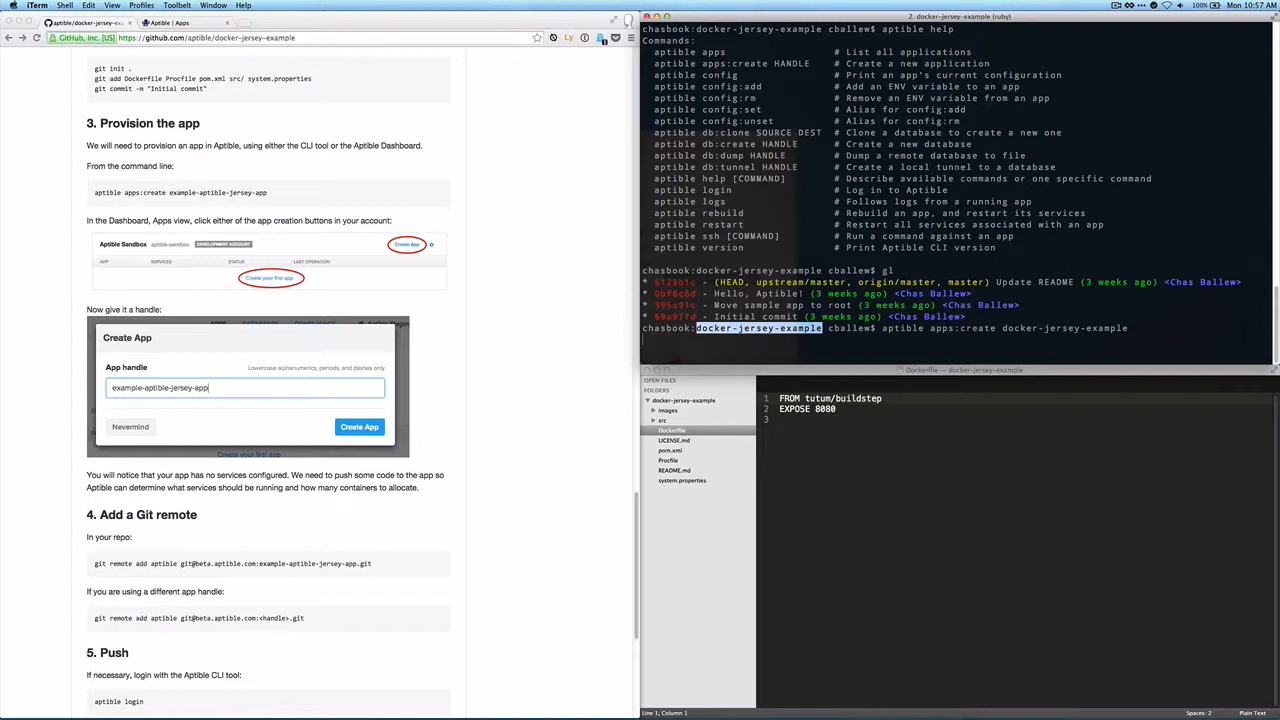 iTerm Shell Edit View Profiles Toolbelt Window Help
100% Mon 10:57 AM
aptible/docker-jersey-exa... Aptible | Apps
GitHub, Inc. [US] https://github.com/aptible/docker-jersey-example
git init .
git add Dockerfile Procfile pom.xml src/ system.properties
git commit -m "Initial commit"
3. Provision the app
We will need to provision an app in Aptible, using either the CLI tool or the Aptible Dashboard.
From the command line:
aptible apps:create example-aptible-jersey-app
In the Dashboard, Apps view, click either of the app creation buttons in your account:
Aptible Sandbox aptible-sandbox DEVELOPMENT ACCOUNT Create App
APP SERVICES STATUS LAST OPERATION
Create your first app
Now give it a handle:
Create App
App handle Lowercase alphanumerics, periods, and dashes only
example-aptible-jersey-app
Nevermind Create App
Create your first app
You will notice that your app has no services configured. We need to push some code to the app so
Aptible can determine what services should be running and how many containers to allocate.
4. Add a Git remote
In your repo:
git remote add aptible git@beta.aptible.com:example-aptible-jersey-app.git
If you are using a different app handle:
git remote add aptible git@beta.aptible.com:<handle>.git
5. Push
If necessary, login with the Aptible CLI tool:
aptible login
2. docker-jersey-example (ruby)
chasbook:docker-jersey-example cballew$ aptible help
Commands:
aptible apps # List all applications
aptible apps:create HANDLE # Create a new application
aptible config # Print an app's current configuration
aptible config:add # Add an ENV variable to an app
aptible config:rm # Remove an ENV variable from an app
aptible config:set # Alias for config:add
aptible config:unset # Alias for config:rm
aptible db:clone SOURCE DEST # Clone a database to create a new one
aptible db:create HANDLE # Create a new database
aptible db:dump HANDLE # Dump a remote database to file
aptible db:tunnel HANDLE # Create a local tunnel to a database
aptible help [COMMAND] # Describe available commands or one specific command
aptible login # Log in to Aptible
aptible logs # Follows logs from a running app
aptible rebuild # Rebuild an app, and restart its services
aptible restart # Restart all services associated with an app
aptible ssh [COMMAND] # Run a command against an app
aptible version # Print Aptible CLI version
chasbook:docker-jersey-example cballew$ gl
* 6129b1c - (HEAD, upstream/master, origin/master, master) Update README (3 weeks ago) <Chas Ballew>
* 0bf8c6d - Hello, Aptible! (3 weeks ago) <Chas Ballew>
* 395a91c - Move sample app to root (3 weeks ago) <Chas Ballew>
* 69a9ffd - Initial commit (3 weeks ago) <Chas Ballew>
chasbook:docker-jersey-example cballew$ aptible apps:create docker-jersey-example
Dockerfile — docker-jersey-example
OPEN FILES
FOLDERS
docker-jersey-example
images
src
Dockerfile
LICENSE.md
pom.xml
Procfile
README.md
system.properties
1 FROM tutum/buildstep
2 EXPOSE 8080
3
Line 1, Column 1 Spaces: 2 Plain Text